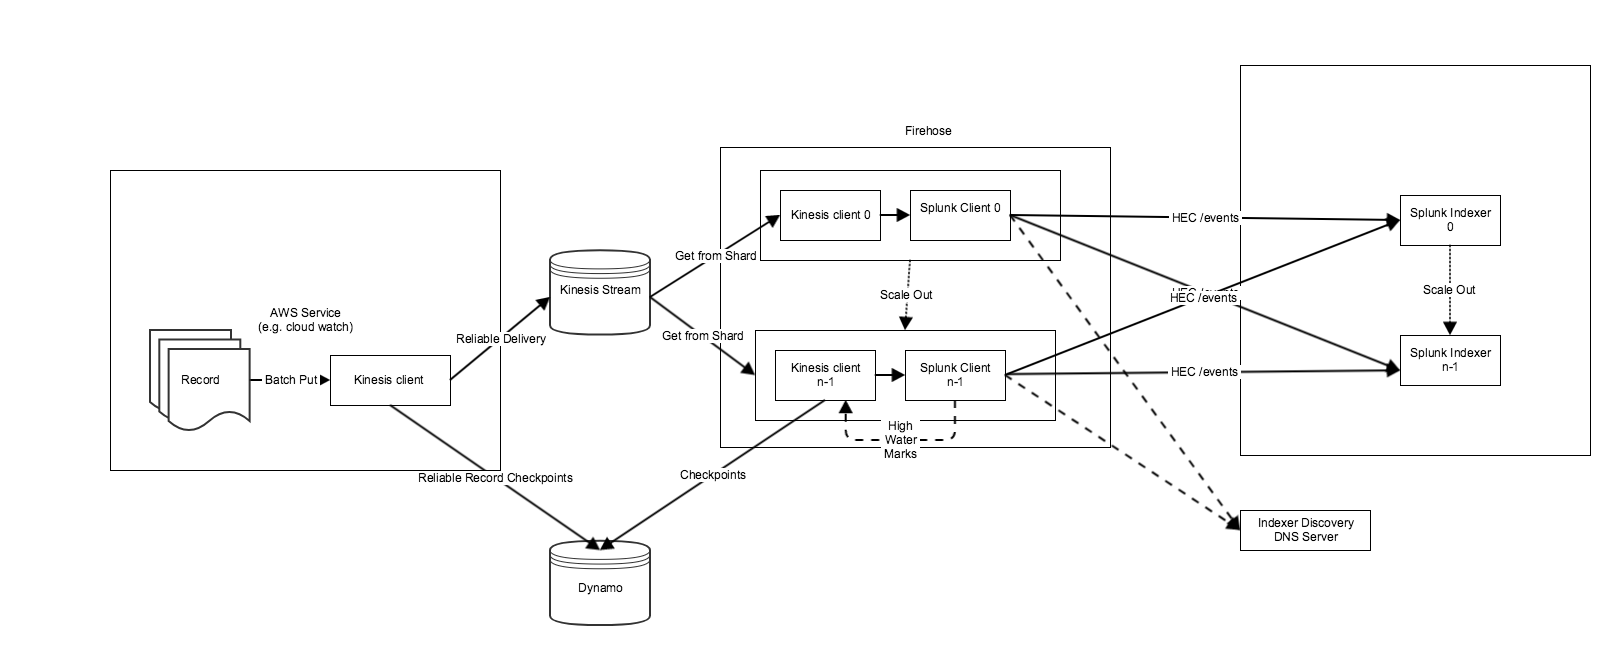 Firehose
Kinesis client 0
Splunk Client 0
HEC /events
Splunk Indexer
0
Get from Shard
Kinesis Stream
Scale Out
Scale Out
HEC /events
HEC /events
AWS Service
(e.g. cloud watch)
Reliable Delivery
Get from Shard
Record
Batch Put
Kinesis client
Kinesis client
n-1
Splunk Client
n-1
HEC /events
Splunk Indexer
n-1
High
Water
Marks
Reliable Record Checkpoints
Checkpoints
Indexer Discovery
DNS Server
Dynamo